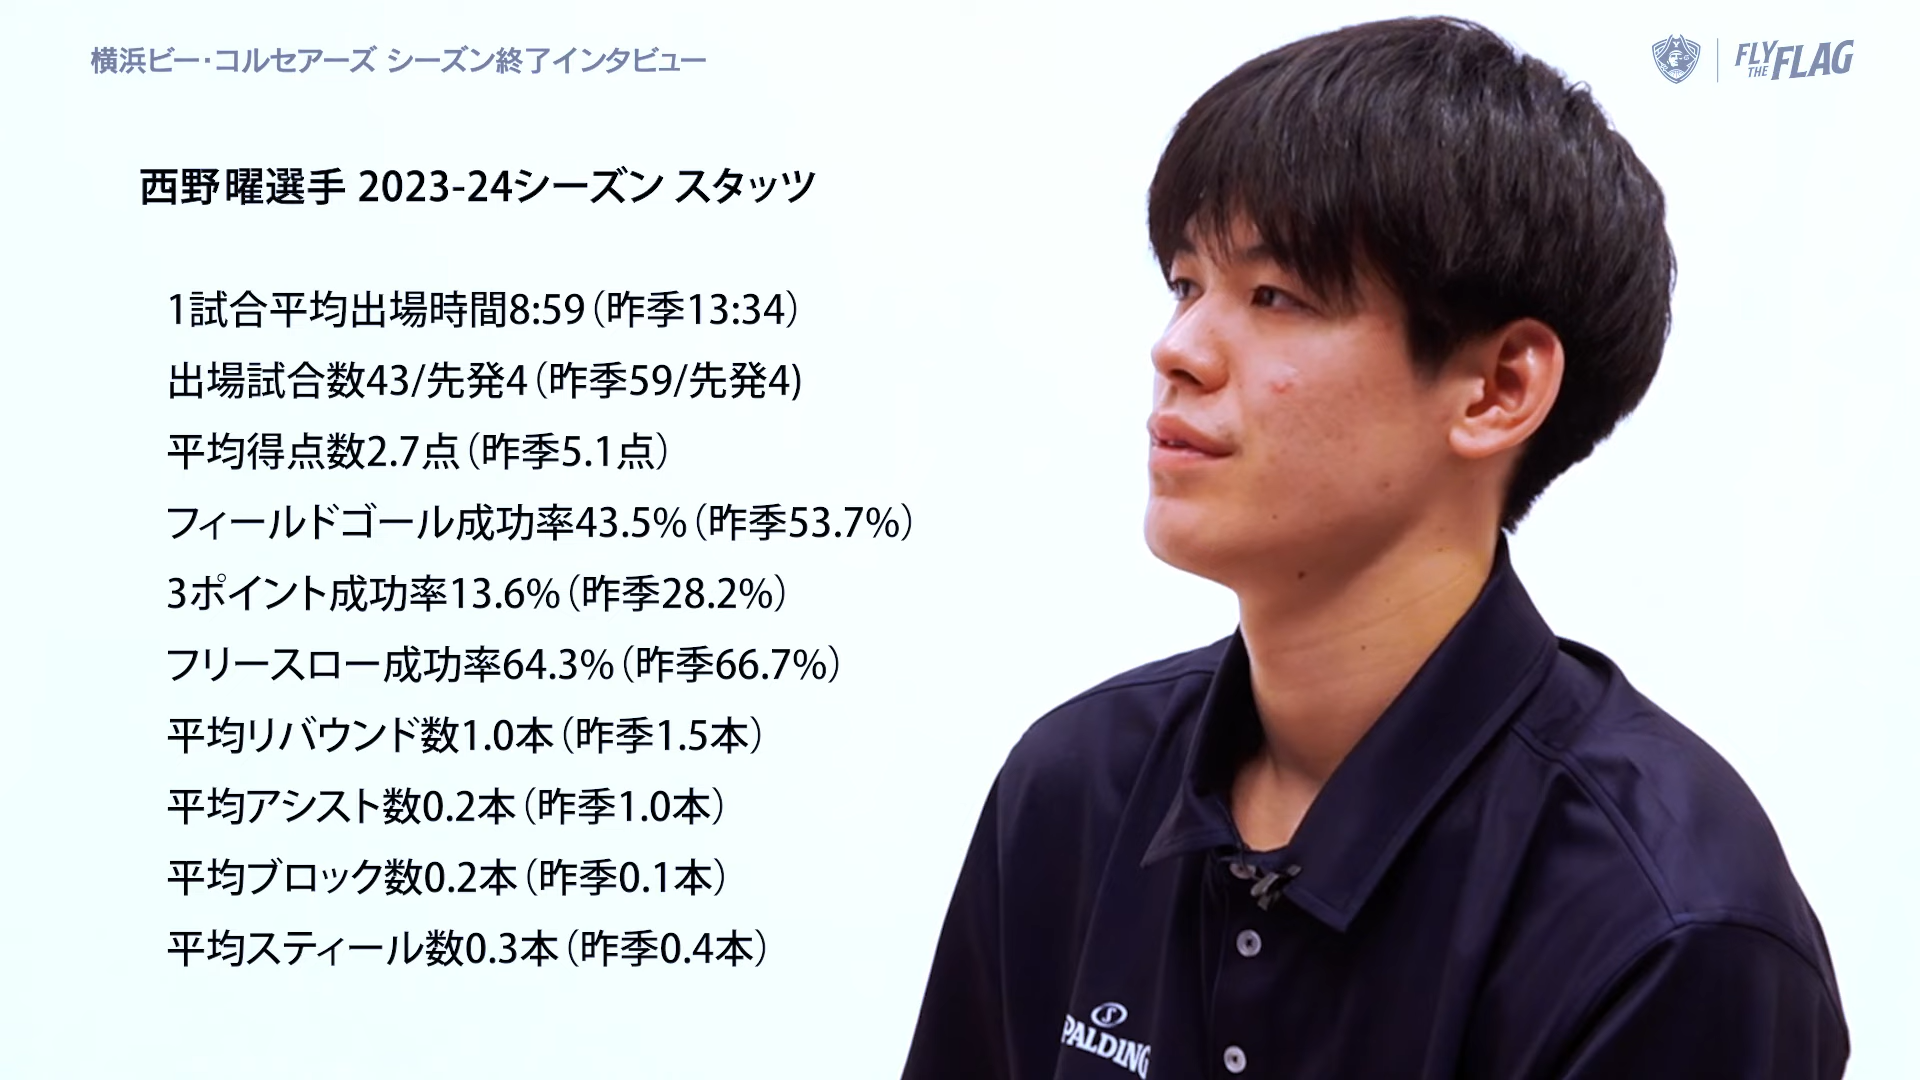 横浜ビー・コルセアーズ シーズン終了インタビュー
FLY THE FLAG
西野曜選手 2023-24シーズン スタッツ
1試合平均出場時間8:59（昨季13:34）
出場試合数43/先発4（昨季59/先発4)
平均得点数2.7点（昨季5.1点）
フィールドゴール成功率43.5%（昨季53.7%）
3ポイント成功率13.6%（昨季28.2%）
フリースロー成功率64.3%（昨季66.7%）
平均リバウンド数1.0本（昨季1.5本）
平均アシスト数0.2本（昨季1.0本）
平均ブロック数0.2本（昨季0.1本）
平均スティール数0.3本（昨季0.4本）
SPALDING